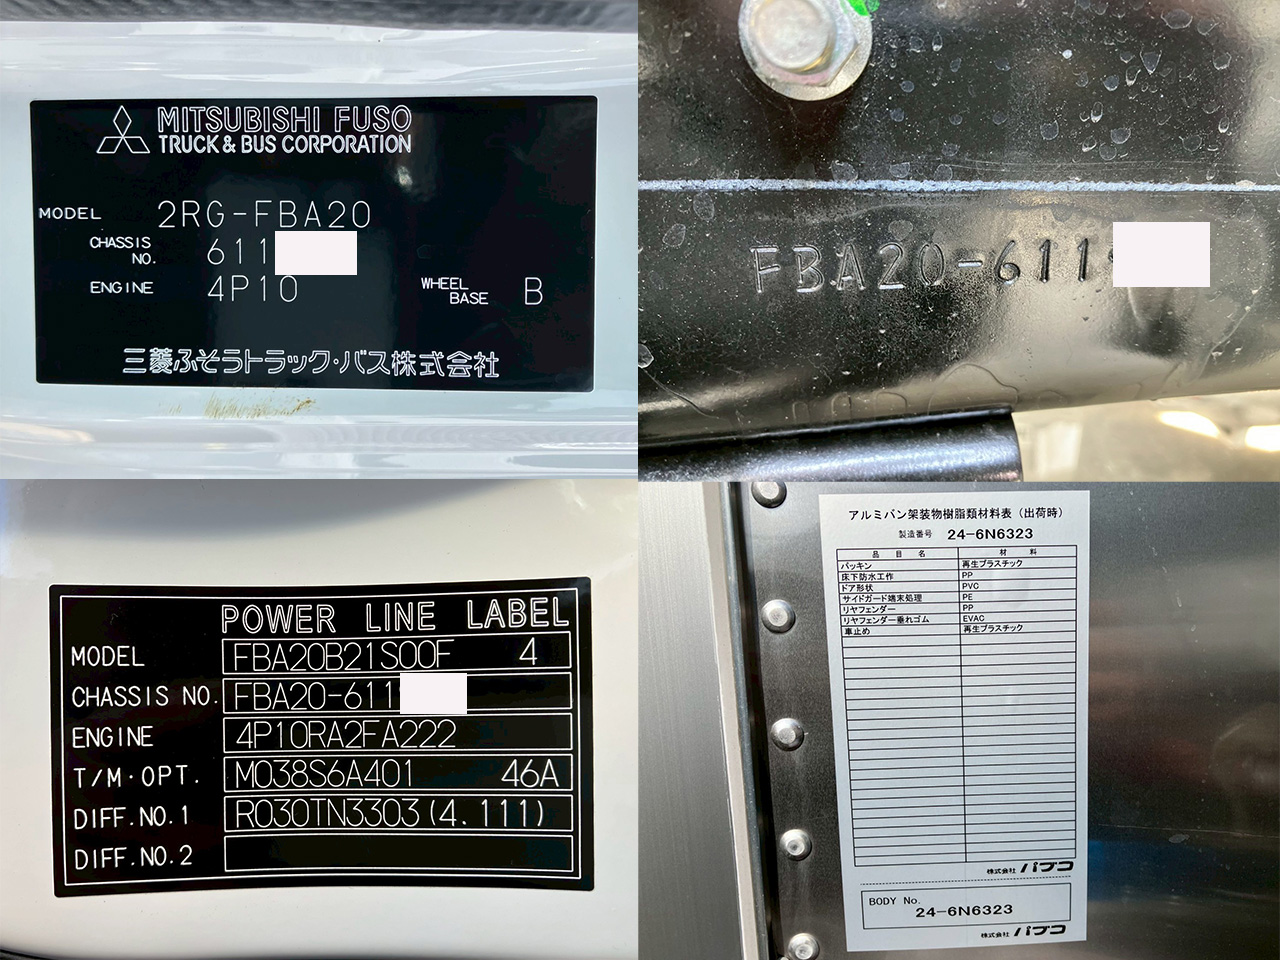 MITSUBISHI FUSO
TRUCK & BUS CORPORATION
MODEL 2RG-FBA20
CHASSIS NO. 611
ENGINE 4P10 WHEEL BASE B
三菱ふそうトラック・バス株式会社
FBA20-611
POWER LINE LABEL
MODEL FBA20B21S00F 4
CHASSIS NO. FBA20-611
ENGINE 4P10RA2FA222
T/M・OPT. M038S6A401 46A
DIFF.NO.1 R030TN3303(4.111)
DIFF.NO.2
アルミバン架装物樹脂類材料表（出荷時）
製造番号 24-6N6323
品目名 材料
パッキン 再生プラスチック
床下防水工作 PP
ドア形状 PVC
サイドガード端末処理 PE
リヤフェンダー PP
リヤフェンダー垂れゴム EVAC
車止め 再生プラスチック
株式会社 パブコ
BODY No.
24-6N6323
株式会社 パブコ